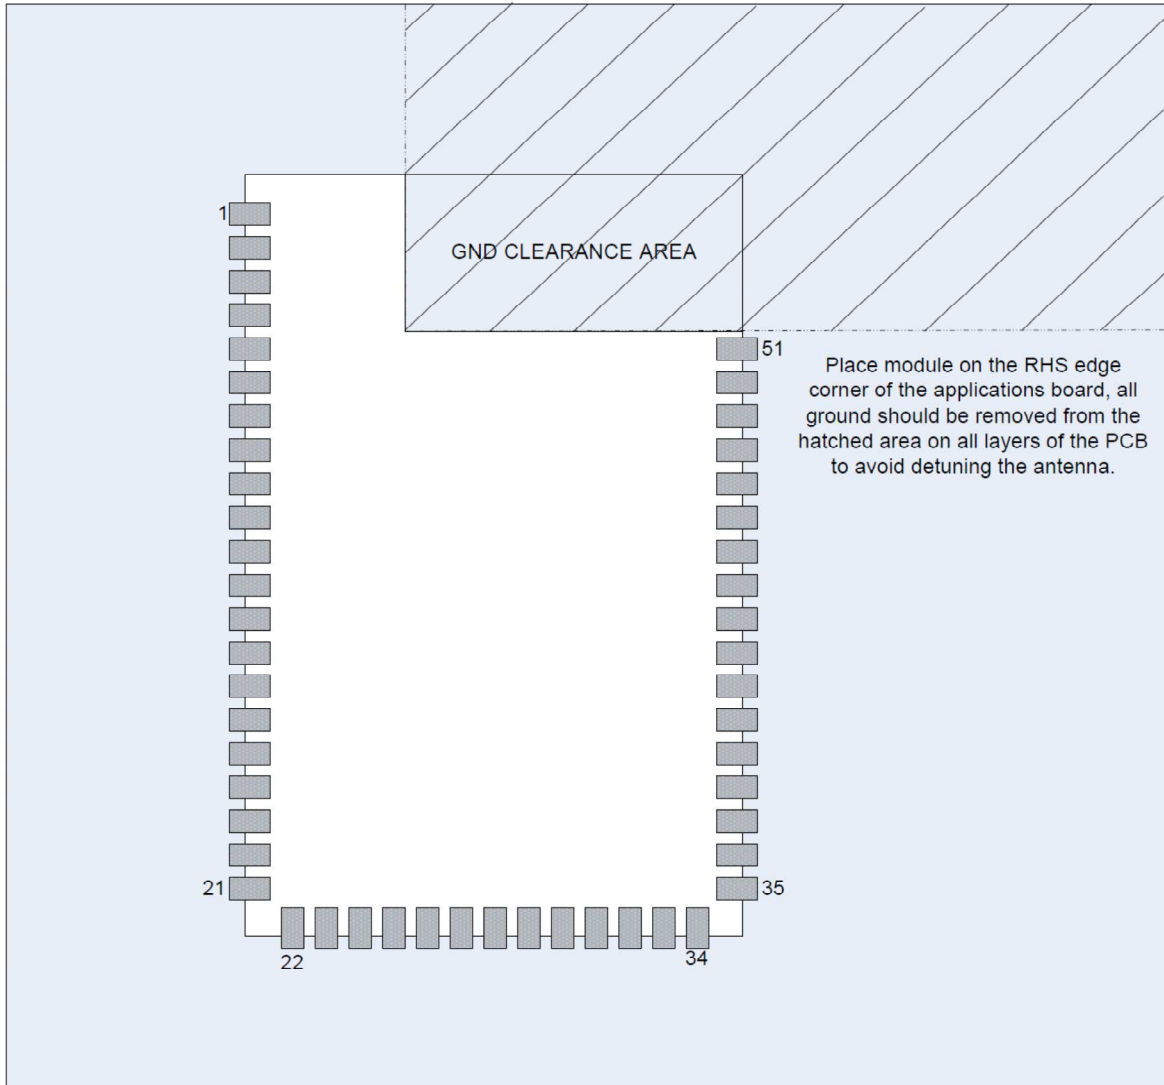 1
GND CLEARANCE AREA
51
Place module on the RHS edge
corner of the applications board, all
ground should be removed from the
hatched area on all layers of the PCB
to avoid detuning the antenna.
21
35
22
34